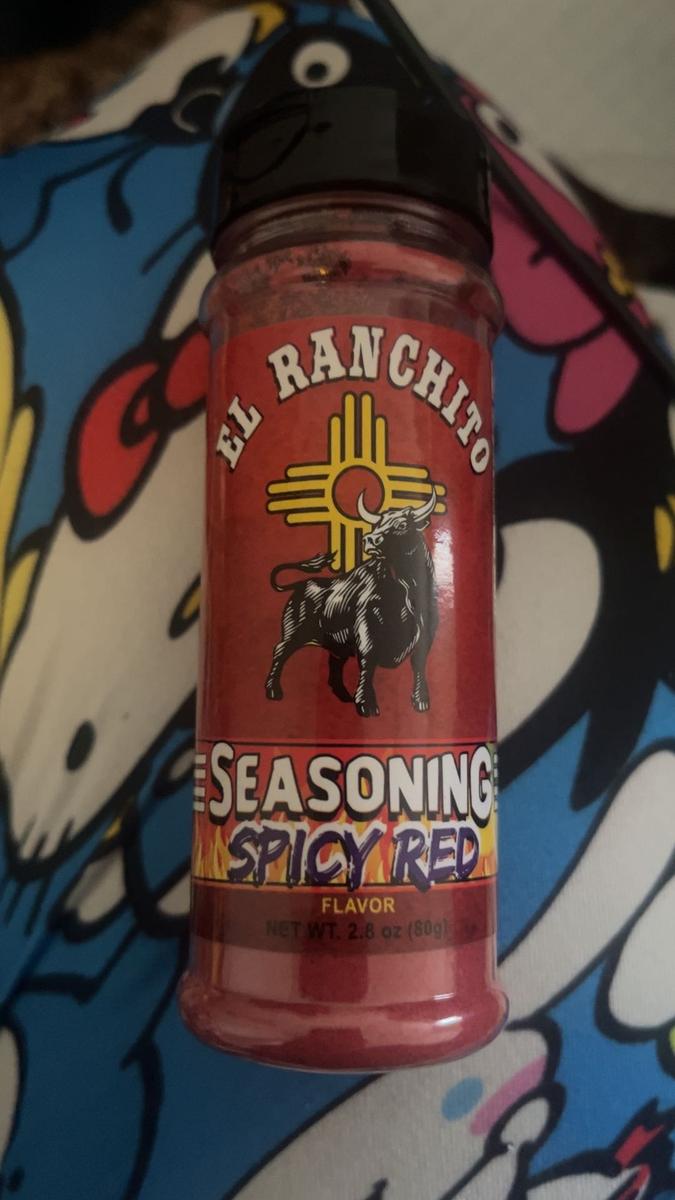 EL RANCHITO
SEASONING
SPICY RED
FLAVOR
NET WT. 2.8 oz (80g)